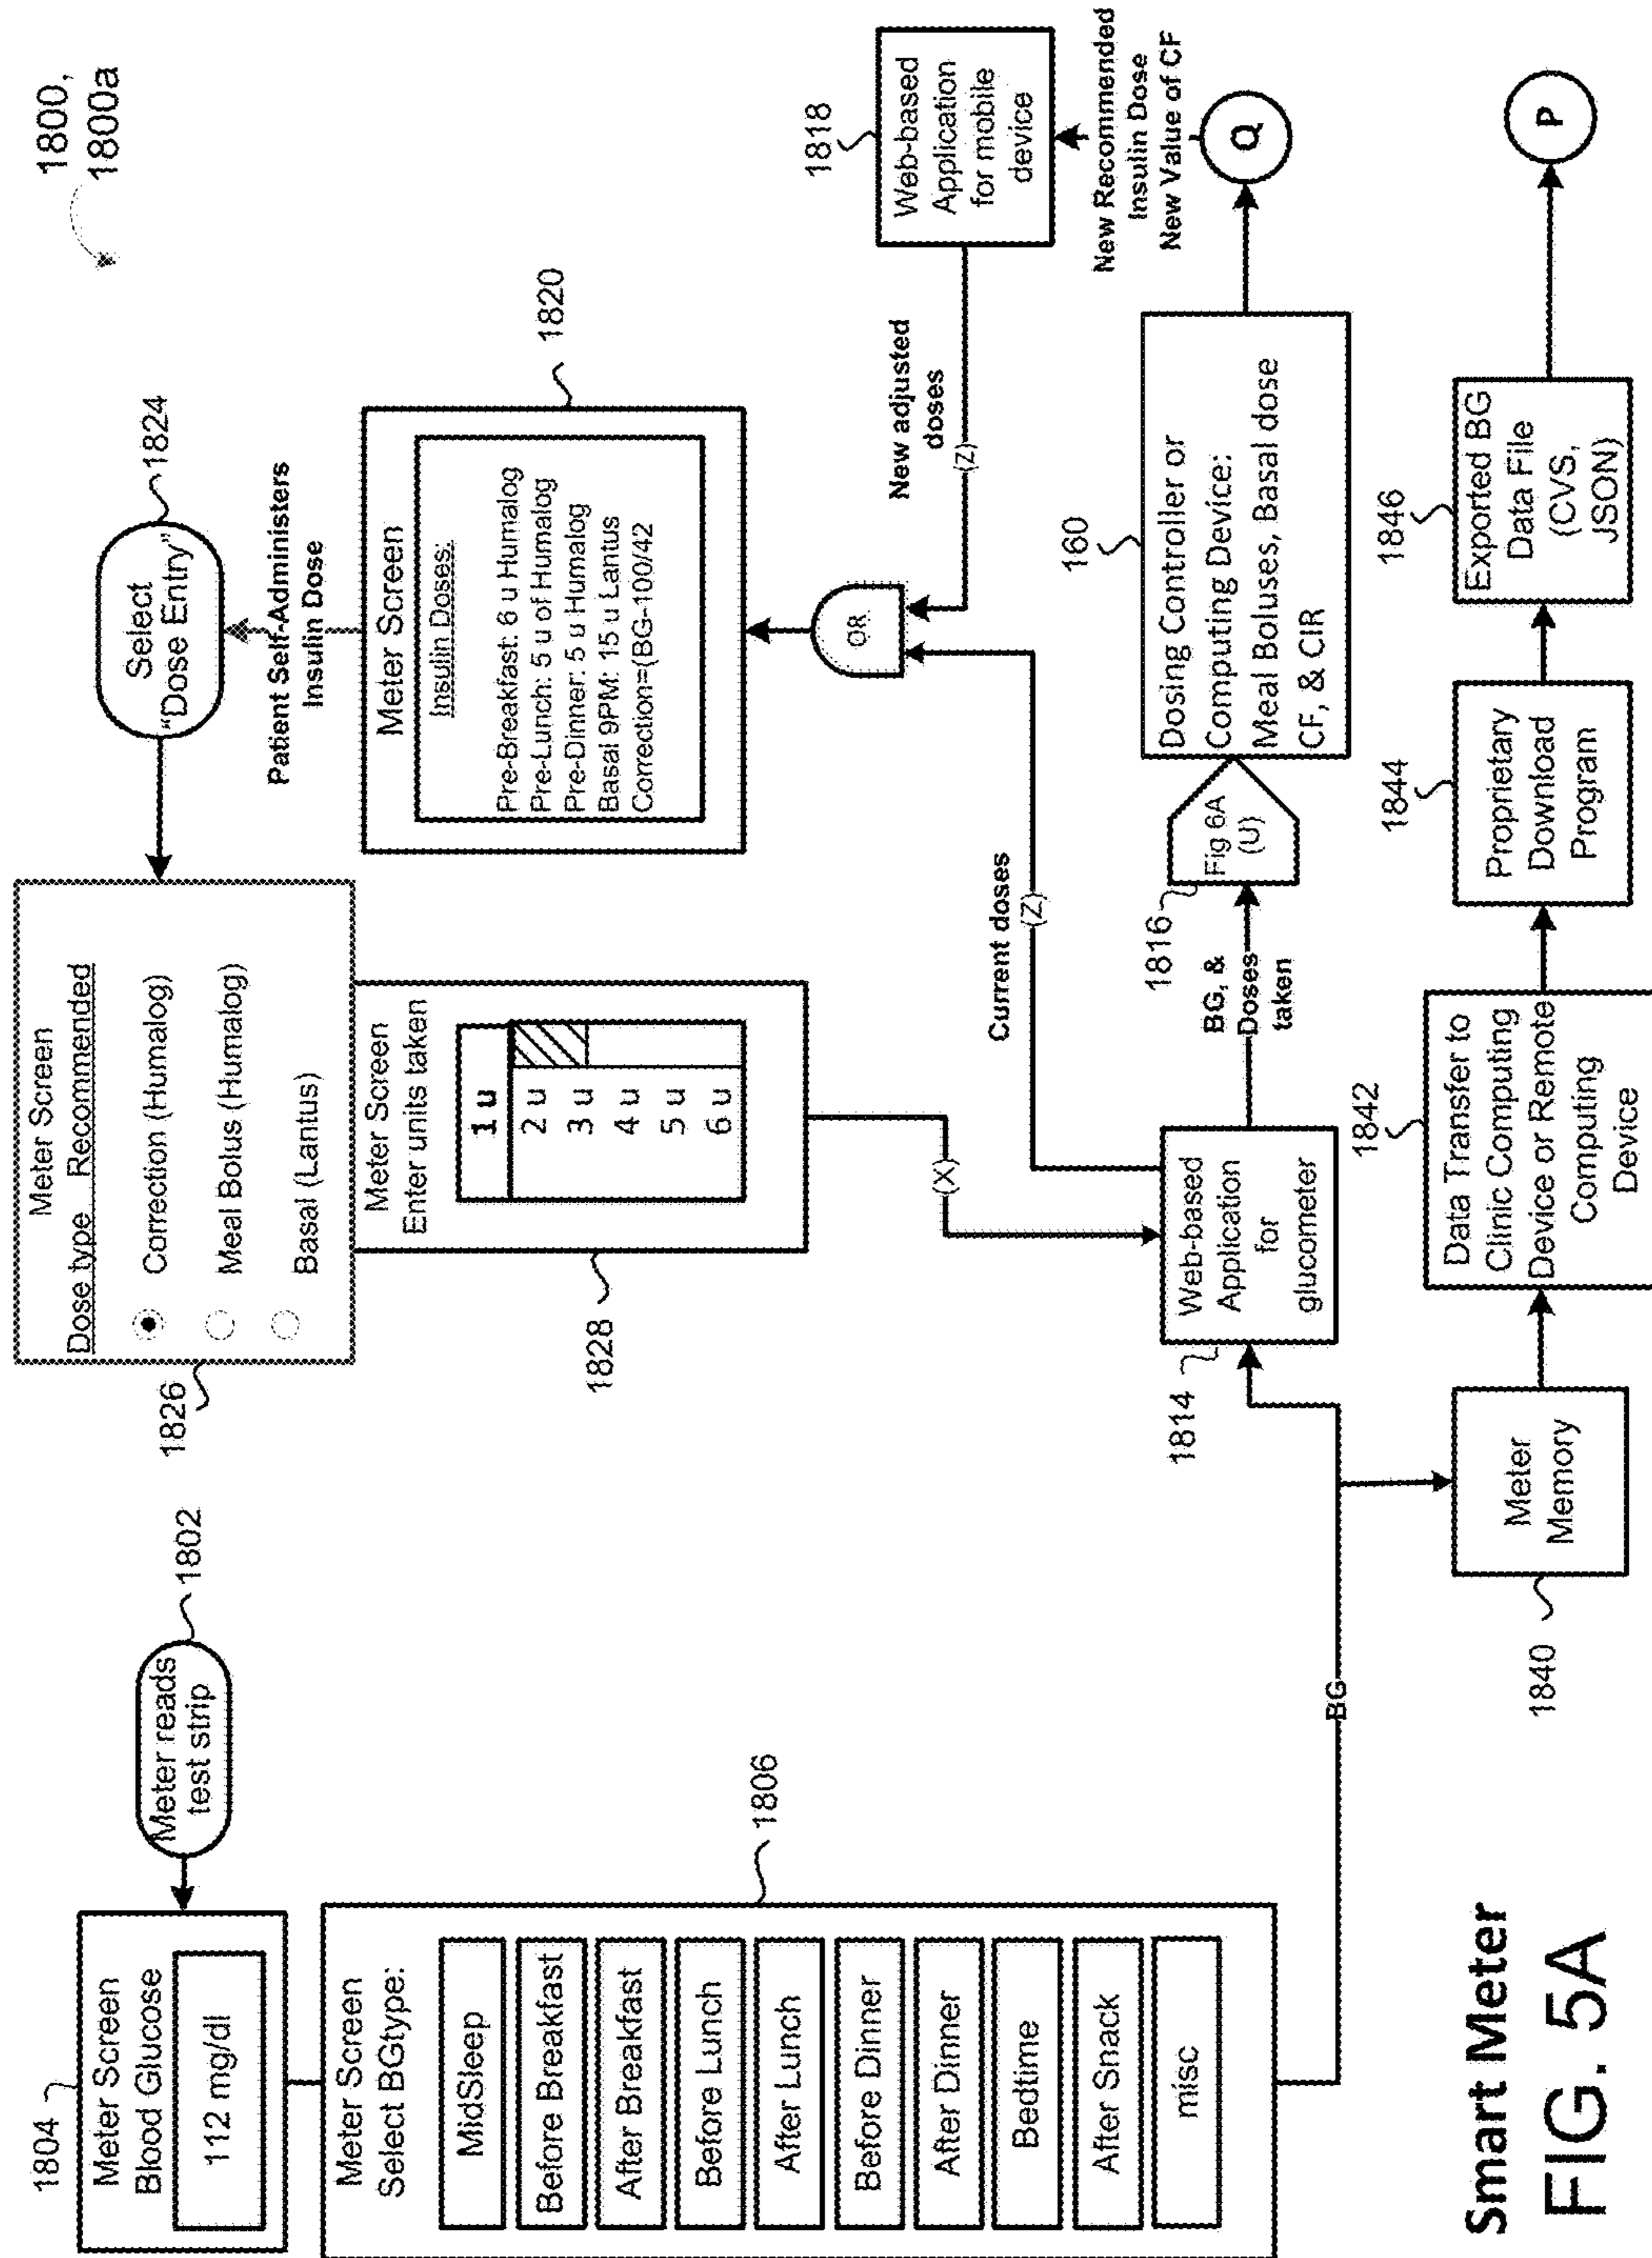 1800,
1800a
1804
Meter Screen
Blood Glucose
112 mg/dl
Meter reads
test strip
1802
Meter Screen
Select BGtype:
MidSleep
Before Breakfast
After Breakfast
Before Lunch
After Lunch
Before Dinner
After Dinner
Bedtime
After Snack
misc
1806
BG
Meter Screen
Dose type Recommended
Correction (Humalog)
Meal Bolus (Humalog)
Basal (Lantus)
1826
Meter Screen
Enter units taken
1 u
2 u
3 u
4 u
5 u
6 u
1828
(X)
Select
"Dose Entry"
1824
Patient Self-Administers
Insulin Dose
Meter Screen
Insulin Doses:
Pre-Breakfast: 6 u Humalog
Pre-Lunch: 5 u of Humalog
Pre-Dinner: 5 u Humalog
Basal 9PM: 15 u Lantus
Correction=(BG-100/42
1820
OR
Current doses
(Z)
New adjusted
doses
(Z)
1818
Web-based
Application
for mobile
device
New Recommended
Insulin Dose
New Value of CF
Q
1814
Web-based
Application
for
glucometer
BG, &
Doses
taken
1816
Fig 6A
(U)
160
Dosing Controller or
Computing Device:
Meal Boluses, Basal dose
CF, & CIR
1840
Meter
Memory
1842
Data Transfer to
Clinic Computing
Device or Remote
Computing
Device
1844
Proprietary
Download
Program
1846
Exported BG
Data File
(CVS,
JSON)
P
Smart Meter
FIG. 5A